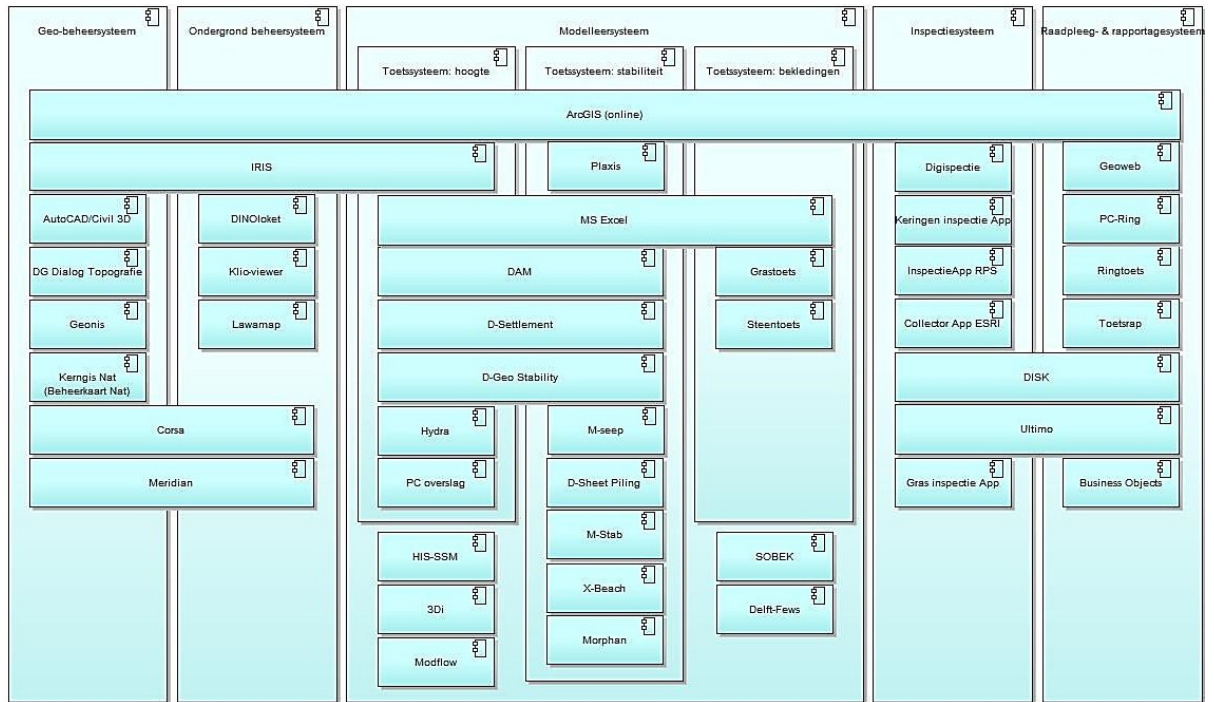 Geo-beheersysteem
Ondergrond beheersysteem
Modelleersysteem
Inspectiesysteem
Raadpleeg- & rapportagesysteem
Toetssysteem: hoogte
Toetssysteem: stabiliteit
Toetssysteem: bekledingen
ArcGIS (online)
IRIS
Plaxis
Digispectie
Geoweb
AutoCAD/Civil 3D
DINOloket
MS Excel
Keringen inspectie App
PC-Ring
DG Dialog Topografie
Klic-viewer
DAM
Grastoets
InspectieApp RPS
Ringtoets
Geonis
Lawamap
D-Settlement
Steentoets
Collector App ESRI
Toetsrap
Kerngis Nat
(Beheerkaart Nat)
D-Geo Stability
DISK
Corsa
Hydra
M-seep
Ultimo
Meridian
PC overslag
D-Sheet Piling
Gras inspectie App
Business Objects
M-Stab
HIS-SSM
SOBEK
X-Beach
3Di
Delft-Fews
Morphan
Modflow